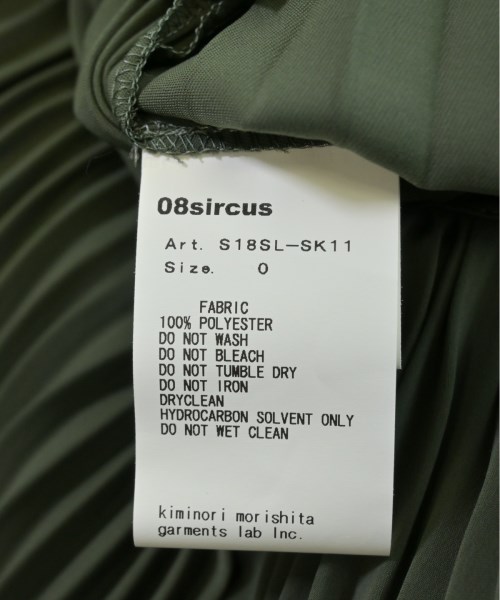 08sircus
Art. S18SL-SK11
Size. 0
FABRIC
100% POLYESTER
DO NOT WASH
DO NOT BLEACH
DO NOT TUMBLE DRY
DO NOT IRON
DRYCLEAN
HYDROCARBON SOLVENT ONLY
DO NOT WET CLEAN
kiminori morishita
garments lab Inc.